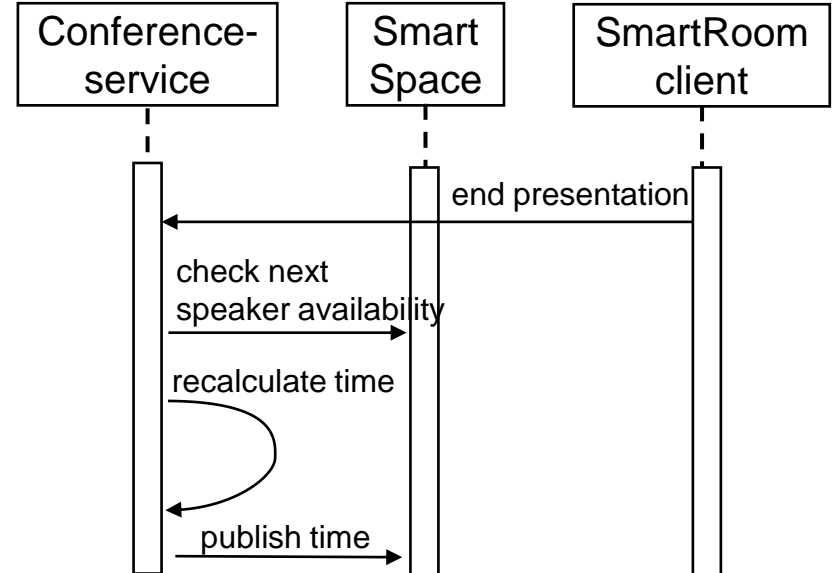 Conference-
service
Smart
Space
SmartRoom
client
end presentation
check next
speaker availability
recalculate time
publish time